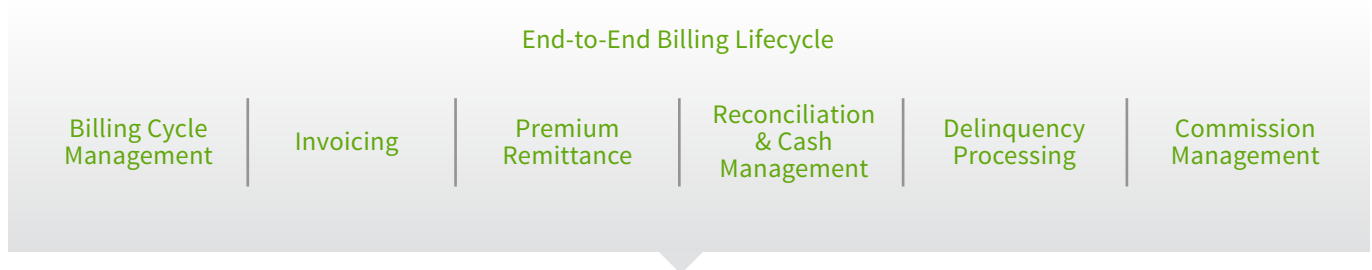 End-to-End Billing Lifecycle
Billing Cycle
Management
Invoicing
Premium
Remittance
Reconciliation
& Cash
Management
Delinquency
Processing
Commission
Management